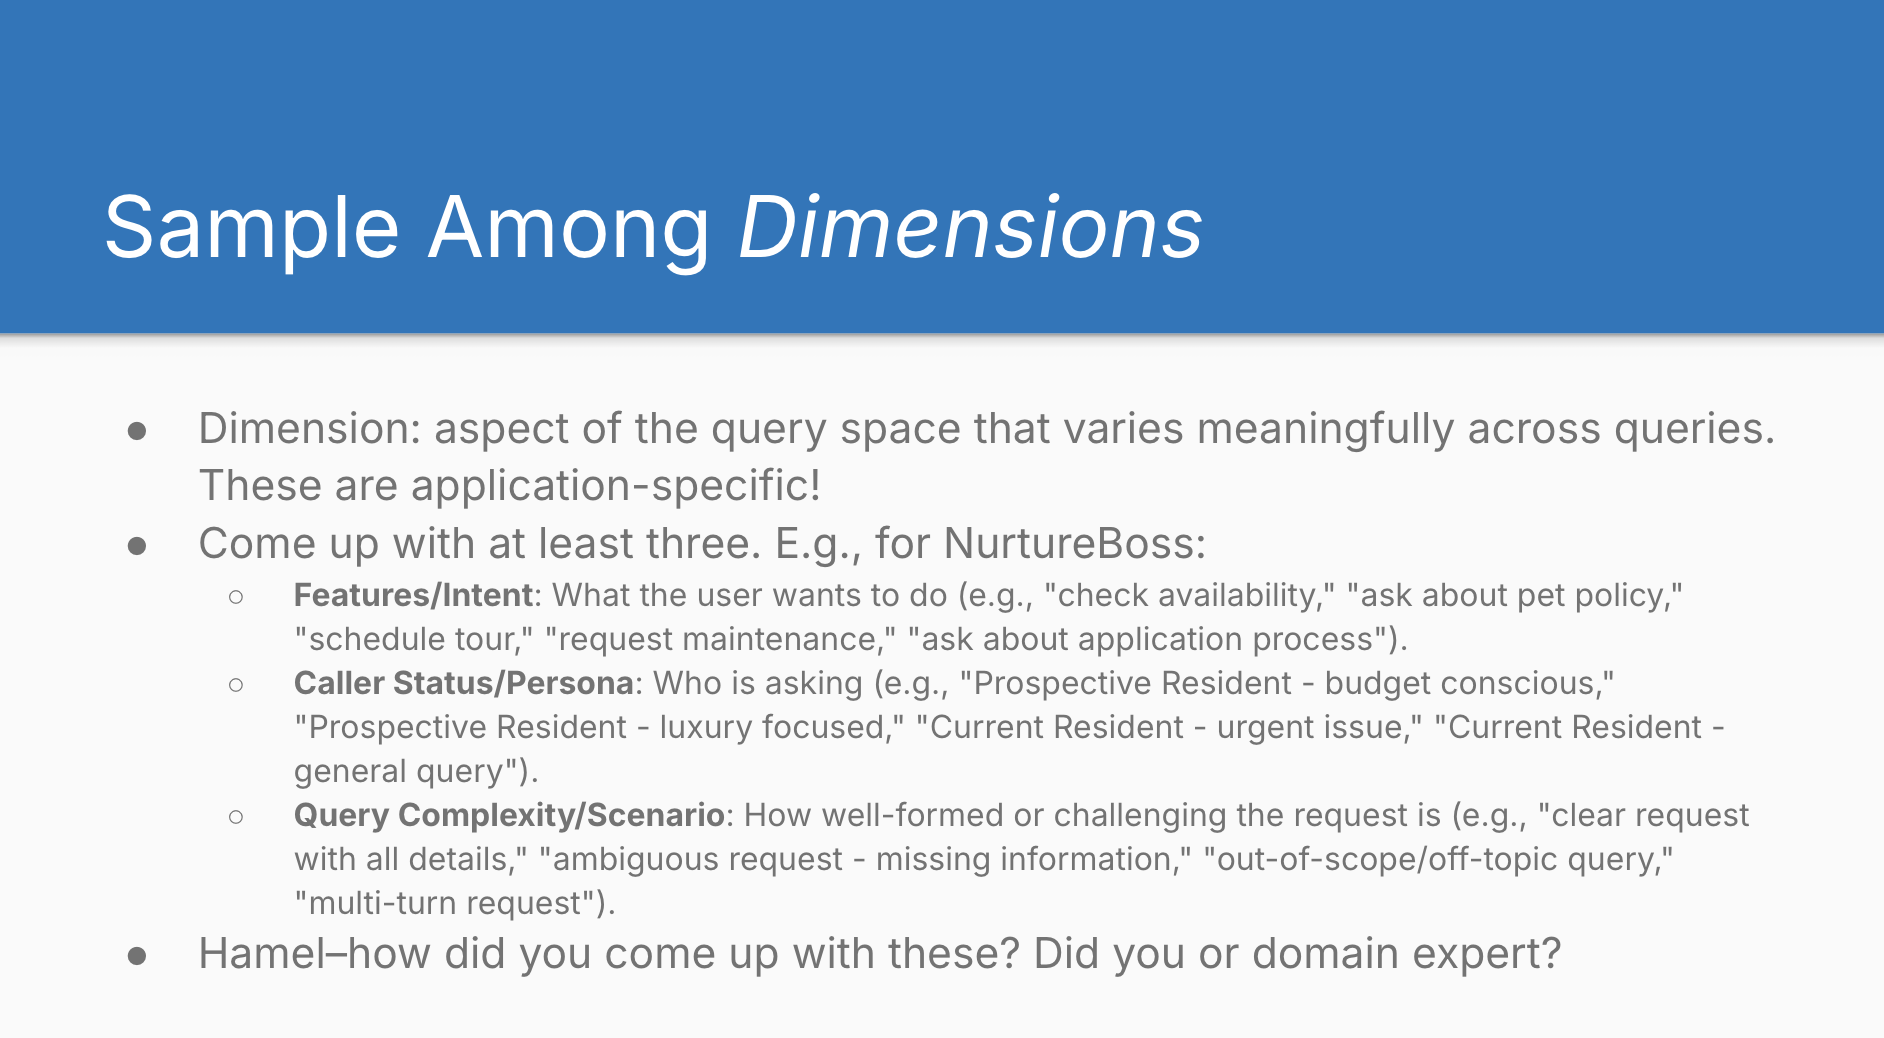 Sample Among Dimensions
● Dimension: aspect of the query space that varies meaningfully across queries.
These are application-specific!
● Come up with at least three. E.g., for NurtureBoss:
○ Features/Intent: What the user wants to do (e.g., "check availability," "ask about pet policy,"
"schedule tour," "request maintenance," "ask about application process").
○ Caller Status/Persona: Who is asking (e.g., "Prospective Resident - budget conscious,"
"Prospective Resident - luxury focused," "Current Resident - urgent issue," "Current Resident -
general query").
○ Query Complexity/Scenario: How well-formed or challenging the request is (e.g., "clear request
with all details," "ambiguous request - missing information," "out-of-scope/off-topic query,"
"multi-turn request").
● Hamel–how did you come up with these? Did you or domain expert?